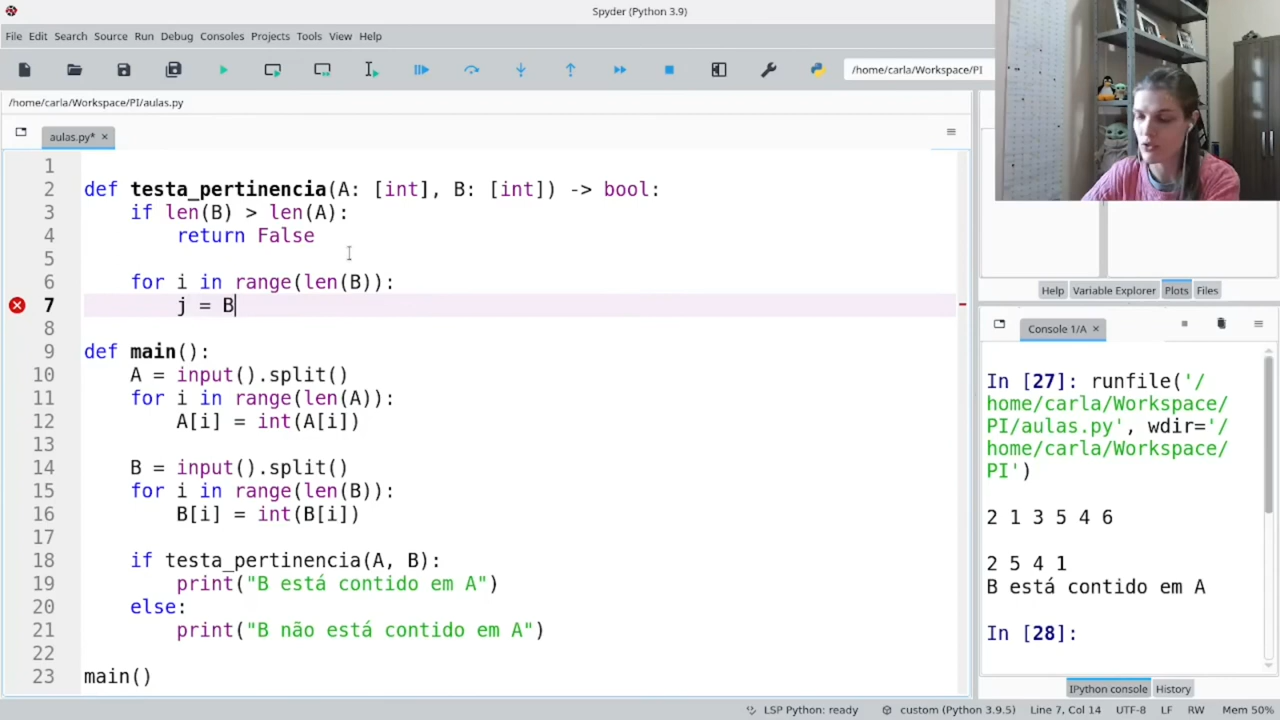 Spyder (Python 3.9)
File Edit Search Source Run Debug Consoles Projects Tools View Help
/home/carla/Workspace/PI
/home/carla/Workspace/PI/aulas.py
aulas.py* ×
1
2 def testa_pertinencia(A: [int], B: [int]) -> bool:
3 if len(B) > len(A):
4 return False
5
6 for i in range(len(B)):
7 j = B
8
9 def main():
10 A = input().split()
11 for i in range(len(A)):
12 A[i] = int(A[i])
13
14 B = input().split()
15 for i in range(len(B)):
16 B[i] = int(B[i])
17
18 if testa_pertinencia(A, B):
19 print("B está contido em A")
20 else:
21 print("B não está contido em A")
22
23 main()
Help Variable Explorer Plots Files
Console 1/A ×
In [27]: runfile('/
home/carla/Workspace/
PI/aulas.py', wdir='/
home/carla/Workspace/
PI')
2 1 3 5 4 6
2 5 4 1
B está contido em A
In [28]:
IPython console History
LSP Python: ready custom (Python 3.9.5) Line 7, Col 14 UTF-8 LF RW Mem 50%